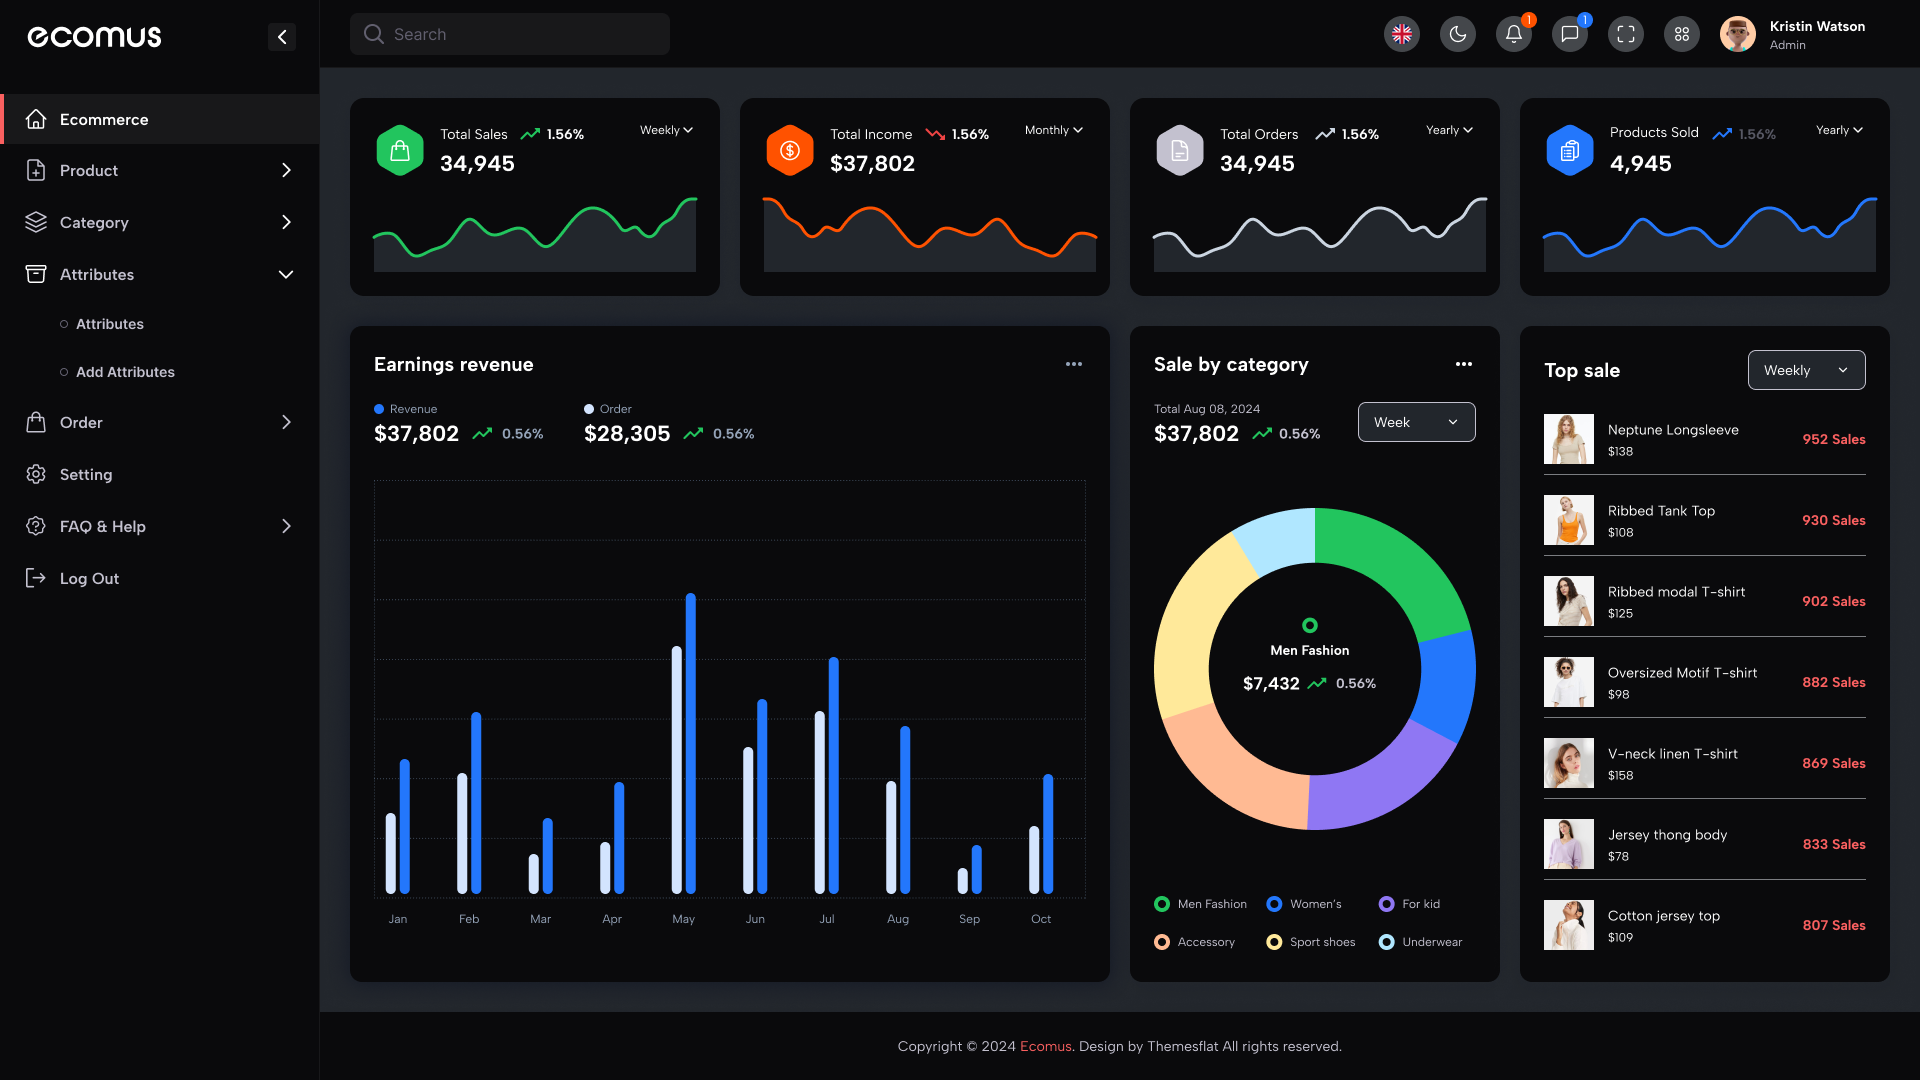 ecomus
Search
1
1
Kristin Watson
Admin
Ecommerce
Product
Category
Attributes
Attributes
Add Attributes
Order
Setting
FAQ & Help
Log Out
Total Sales 1.56% Weekly
34,945
Total Income 1.56% Monthly
$37,802
Total Orders 1.56% Yearly
34,945
Products Sold 1.56% Yearly
4,945
Earnings revenue
Revenue
$37,802 0.56%
Order
$28,305 0.56%
Jan Feb Mar Apr May Jun Jul Aug Sep Oct
Sale by category
Total Aug 08, 2024
$37,802 0.56%
Week
Men Fashion
$7,432 0.56%
Men Fashion Women's For kid
Accessory Sport shoes Underwear
Top sale
Weekly
Neptune Longsleeve
$138
952 Sales
Ribbed Tank Top
$108
930 Sales
Ribbed modal T-shirt
$125
902 Sales
Oversized Motif T-shirt
$98
882 Sales
V-neck linen T-shirt
$158
869 Sales
Jersey thong body
$78
833 Sales
Cotton jersey top
$109
807 Sales
Copyright © 2024 Ecomus. Design by Themesflat All rights reserved.